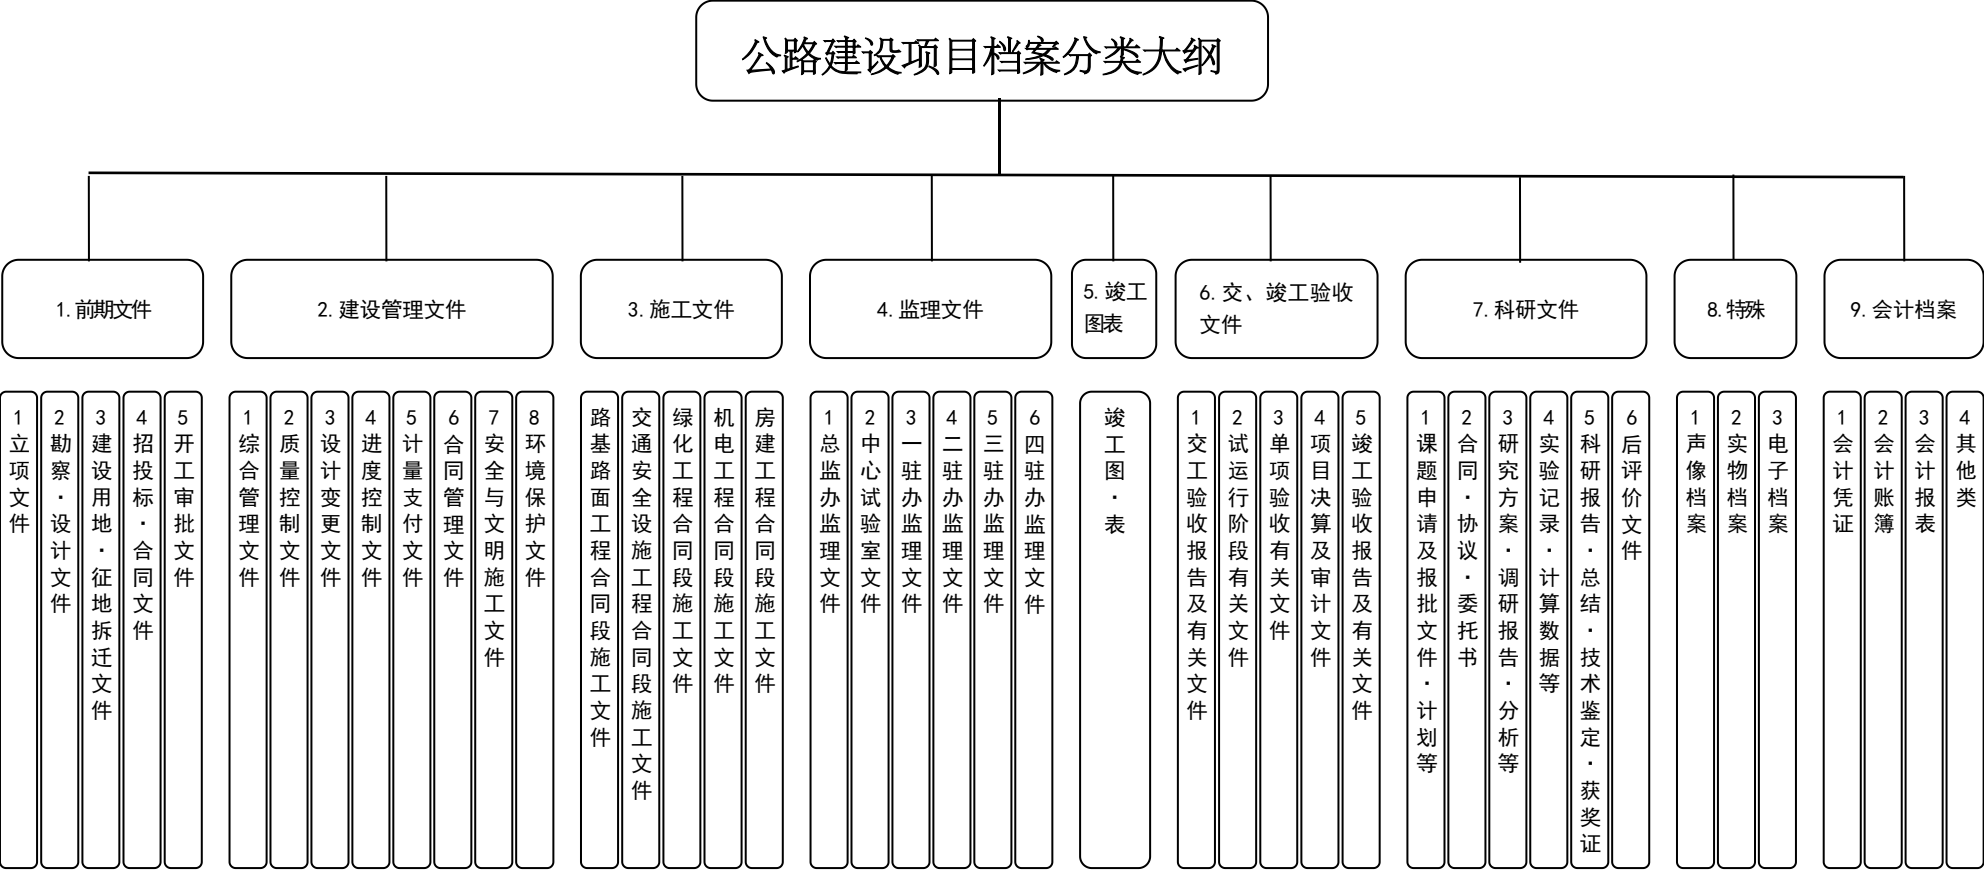 公路建设项目档案分类大纲
1.前期文件
2.建设管理文件
3.施工文件
4.监理文件
5.竣工
图表
6.交、竣工验收
文件
7.科研文件
8.特殊
9.会计档案
1立项文件
2勘察·设计文件
3建设用地·征地拆迁文件
4招投标·合同文件
5开工审批文件
1综合管理文件
2质量控制文件
3设计变更文件
4进度控制文件
5计量支付文件
6合同管理文件
7安全与文明施工文件
8环境保护文件
路基路面工程合同段施工文件
交通安全设施工程合同段施工文件
绿化工程合同段施工文件
机电工程合同段施工文件
房建工程合同段施工文件
1总监办监理文件
2中心试验室文件
3一驻办监理文件
4二驻办监理文件
5三驻办监理文件
6四驻办监理文件
竣工图·表
1交工验收报告及有关文件
2试运行阶段有关文件
3单项验收有关文件
4项目决算及审计文件
5竣工验收报告及有关文件
1课题申请及报批文件·计划等
2合同·协议·委托书
3研究方案·调研报告·分析等
4实验记录·计算数据等
5科研报告·总结·技术鉴定·获奖证
6后评价文件
1声像档案
2实物档案
3电子档案
1会计凭证
2会计账簿
3会计报表
4其他类